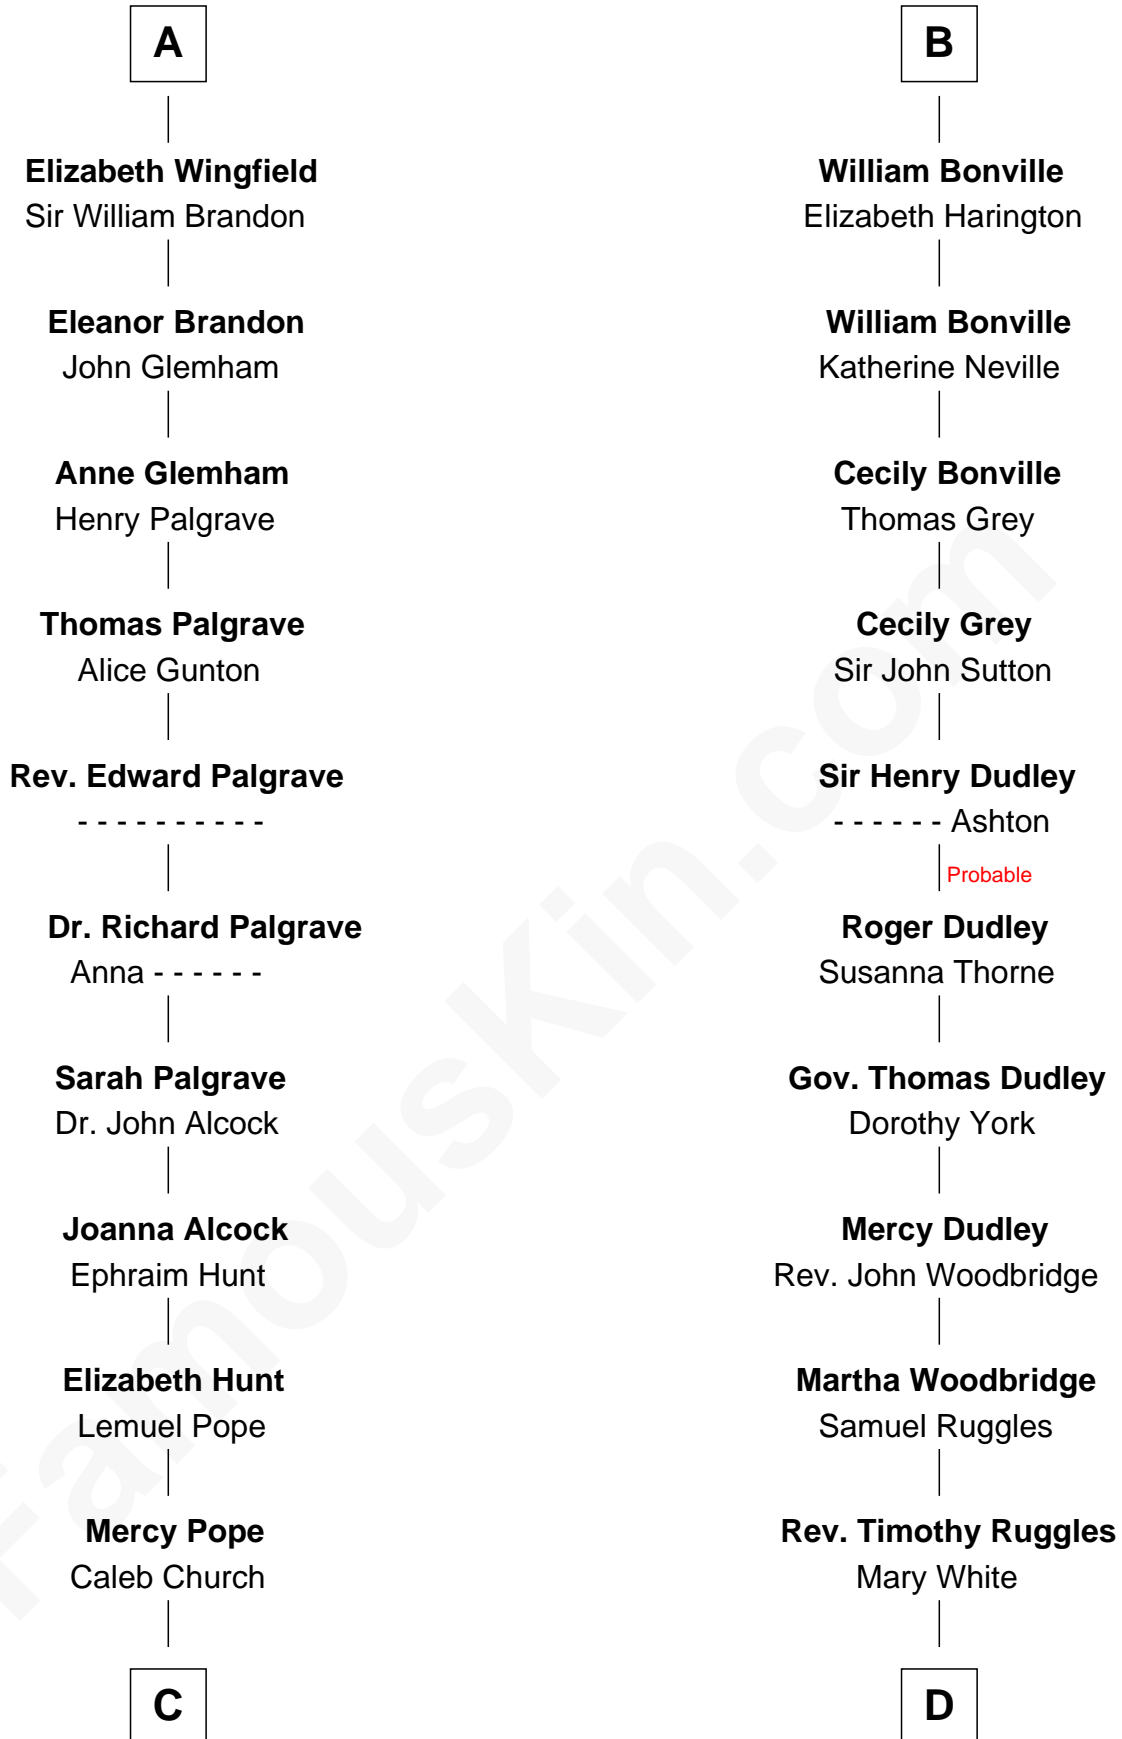 A
Elizabeth Wingfield
Sir William Brandon
Eleanor Brandon
John Glemham
Anne Glemham
Henry Palgrave
Thomas Palgrave
Alice Gunton
Rev. Edward Palgrave
- - - - - - - - - -
Dr. Richard Palgrave
Anna - - - - - -
Sarah Palgrave
Dr. John Alcock
Joanna Alcock
Ephraim Hunt
Elizabeth Hunt
Lemuel Pope
Mercy Pope
Caleb Church
C
B
William Bonville
Elizabeth Harington
William Bonville
Katherine Neville
Cecily Bonville
Thomas Grey
Cecily Grey
Sir John Sutton
Sir Henry Dudley
- - - - - - Ashton
Probable
Roger Dudley
Susanna Thorne
Gov. Thomas Dudley
Dorothy York
Mercy Dudley
Rev. John Woodbridge
Martha Woodbridge
Samuel Ruggles
Rev. Timothy Ruggles
Mary White
D
FamousKin.com